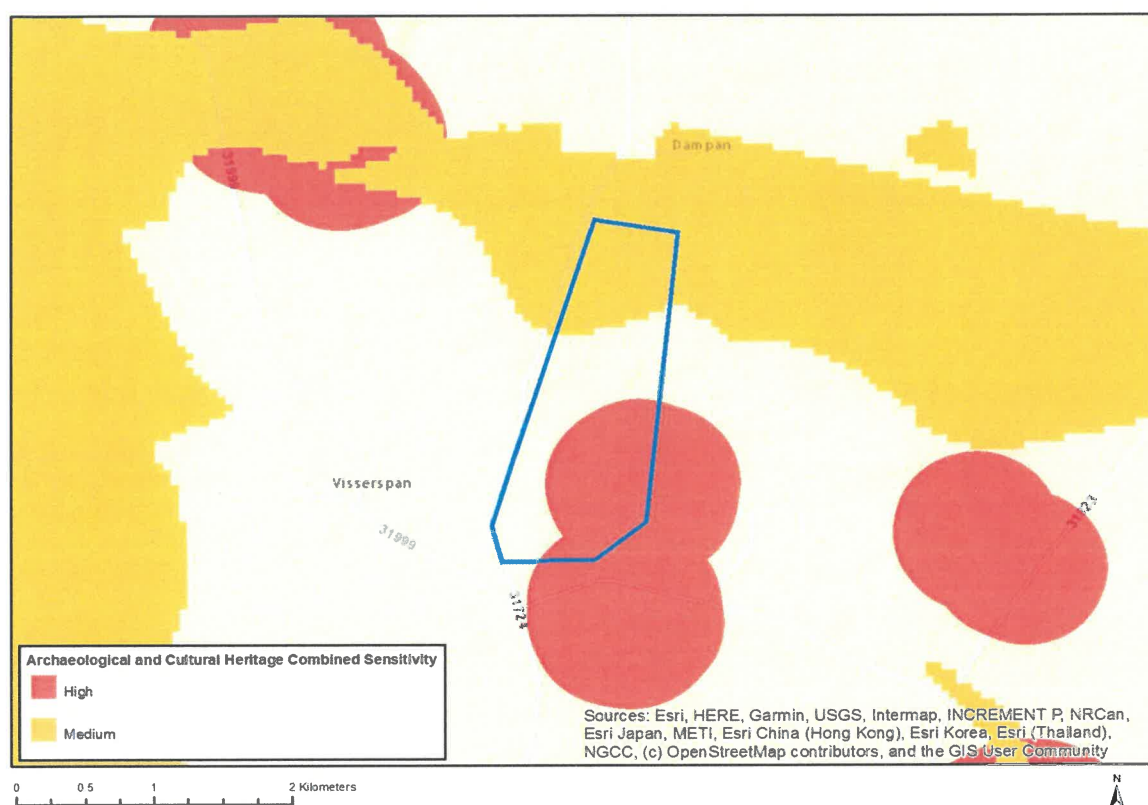 Dampan
31999
Visserspan
31999
31724
31723
Archaeological and Cultural Heritage Combined Sensitivity
High
Medium
Sources: Esri, HERE, Garmin, USGS, Intermap, INCREMENT P, NRCan,
Esri Japan, METI, Esri China (Hong Kong), Esri Korea, Esri (Thailand),
NGCC, (c) OpenStreetMap contributors, and the GIS User Community
0 0 5 1 2 Kilometers
N